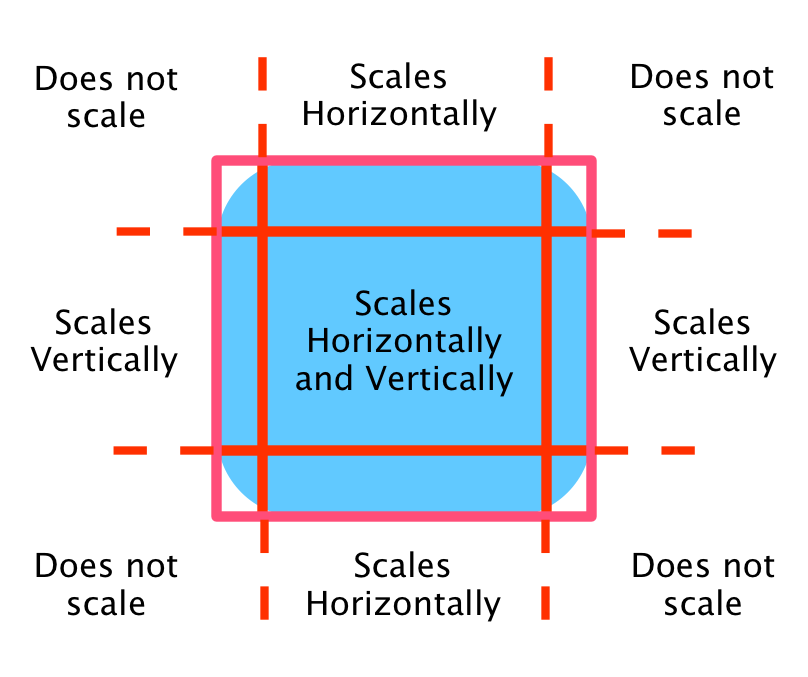 Does not
scale
Scales
Horizontally
Does not
scale
Scales
Vertically
Scales
Horizontally
and Vertically
Scales
Vertically
Does not
scale
Scales
Horizontally
Does not
scale